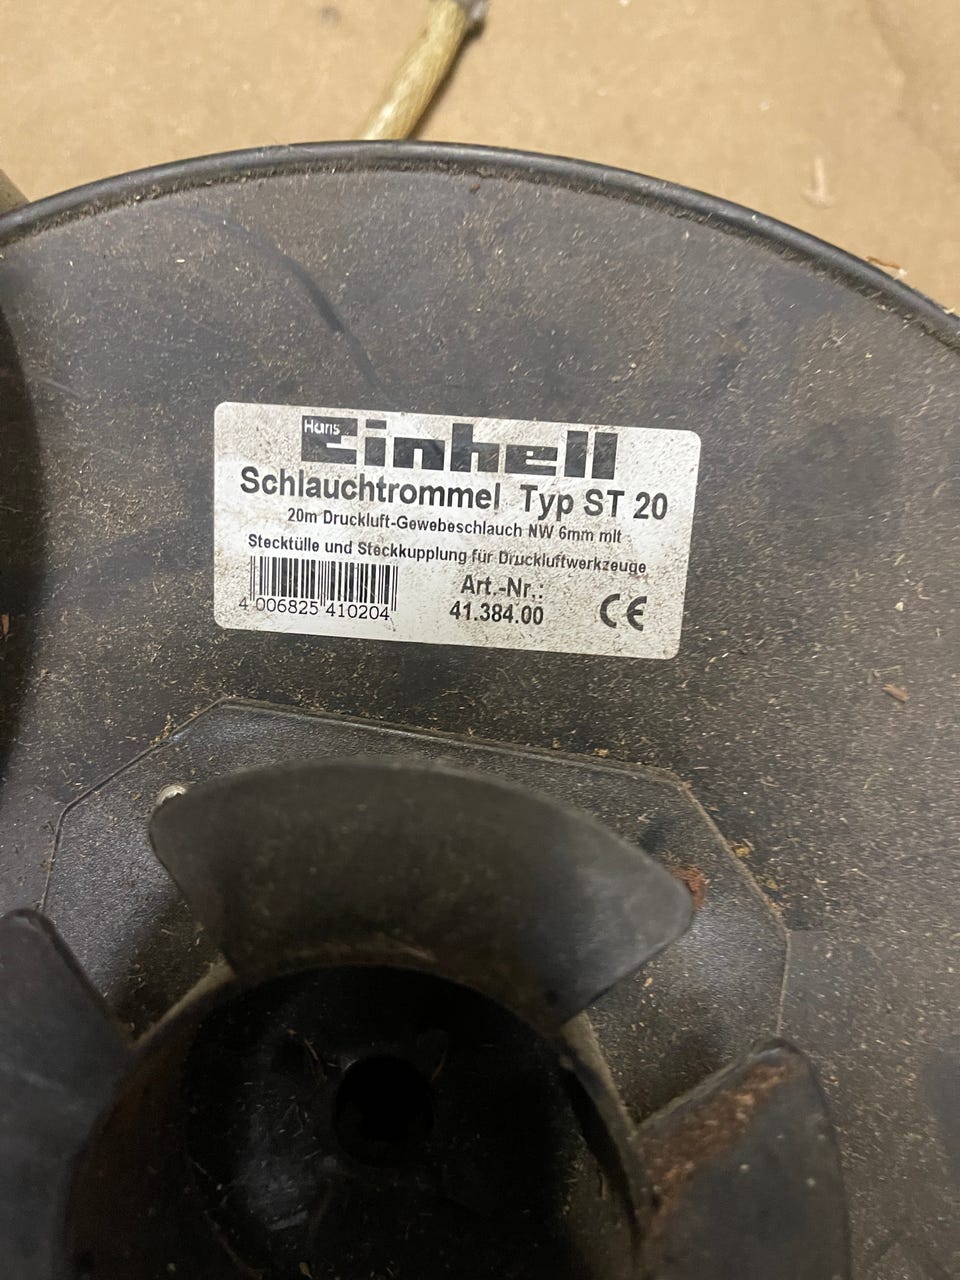 Hans
Einhell
Schlauchtrommel Typ ST 20
20m Druckluft-Gewebeschlauch NW 6mm mit
Stecktülle und Steckkupplung für Druckluftwerkzeuge
Art.-Nr.:
41.384.00
CE
4 006825 410204